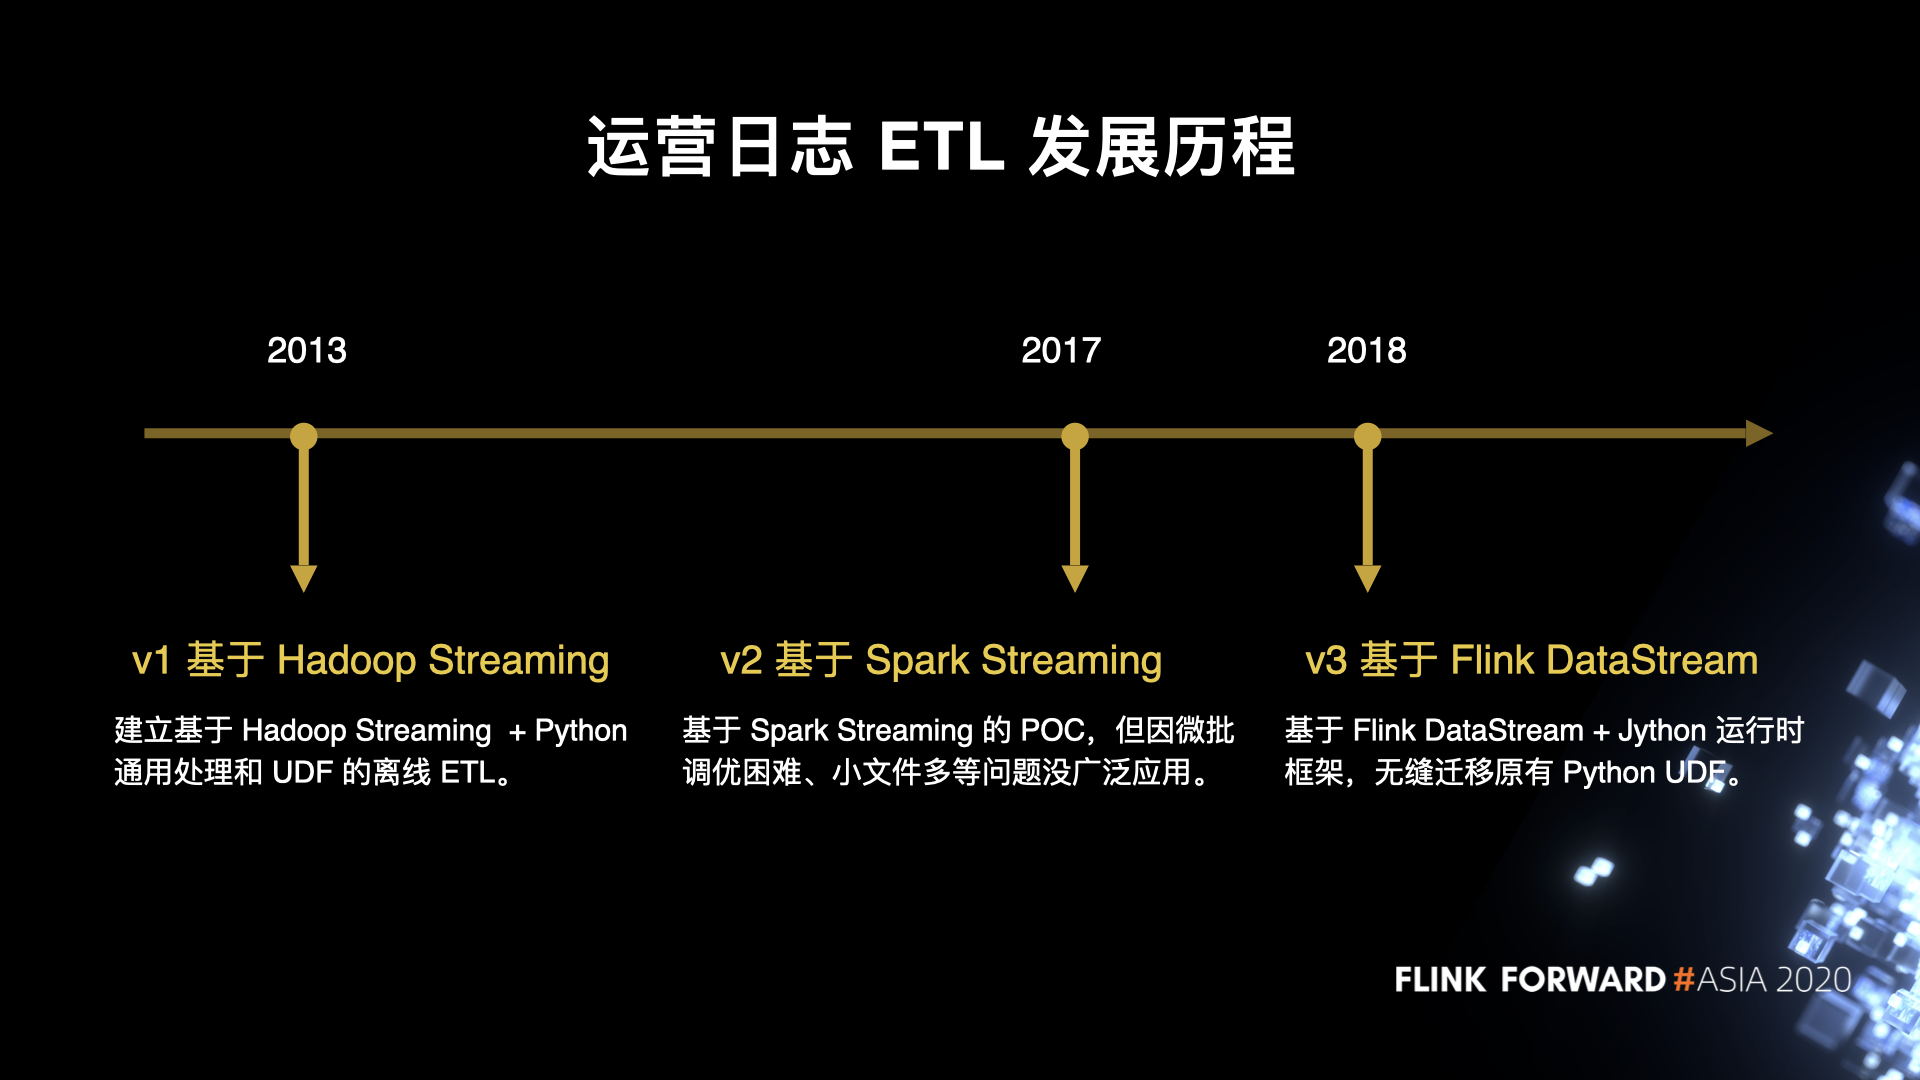 运营日志 ETL 发展历程
2013
2017
2018
v1 基于 Hadoop Streaming
建立基于 Hadoop Streaming + Python
通用处理和 UDF 的离线 ETL。
v2 基于 Spark Streaming
基于 Spark Streaming 的 POC，但因微批
调优困难、小文件多等问题没广泛应用。
v3 基于 Flink DataStream
基于 Flink DataStream + Jython 运行时
框架，无缝迁移原有 Python UDF。
FLINK FORWARD #ASIA 2020